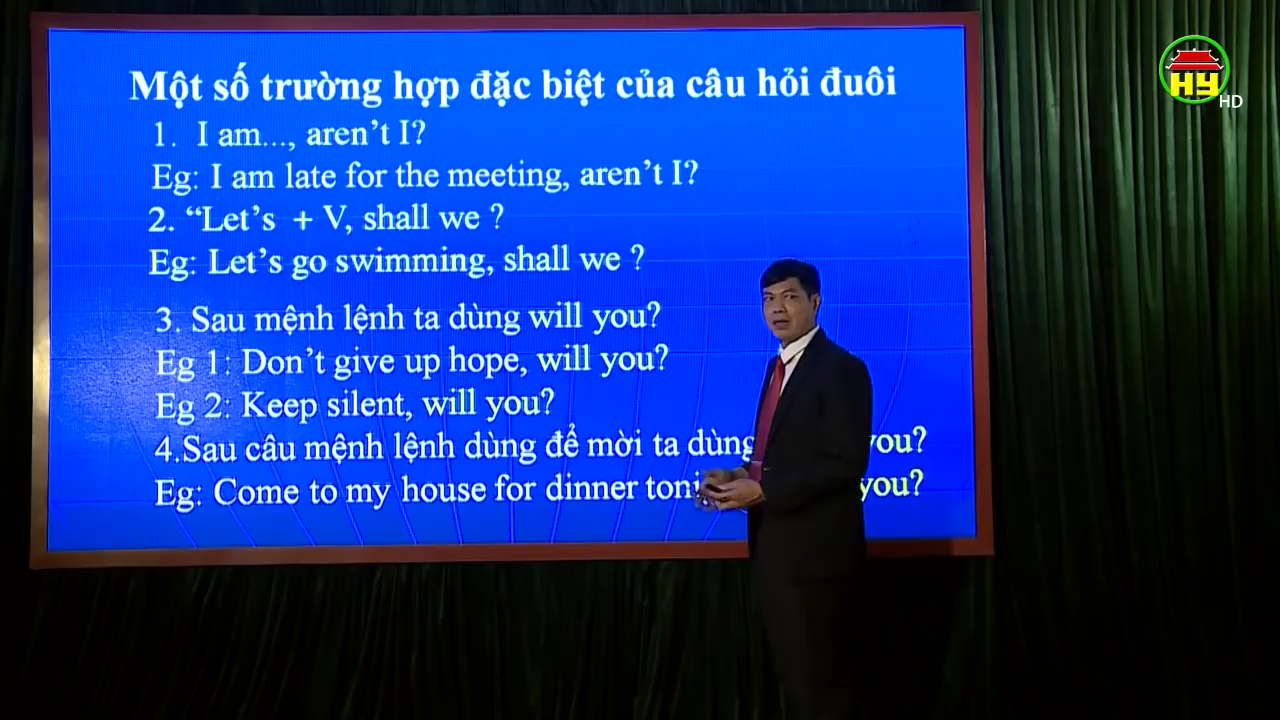 Một số trường hợp đặc biệt của câu hỏi đuôi
1. I am..., aren’t I?
Eg: I am late for the meeting, aren’t I?
2. “Let’s + V, shall we ?
Eg: Let’s go swimming, shall we ?
3. Sau mệnh lệnh ta dùng will you?
Eg 1: Don’t give up hope, will you?
Eg 2: Keep silent, will you?
4.Sau câu mệnh lệnh dùng để mời ta dùng you?
Eg: Come to my house for dinner you?
HY
HD